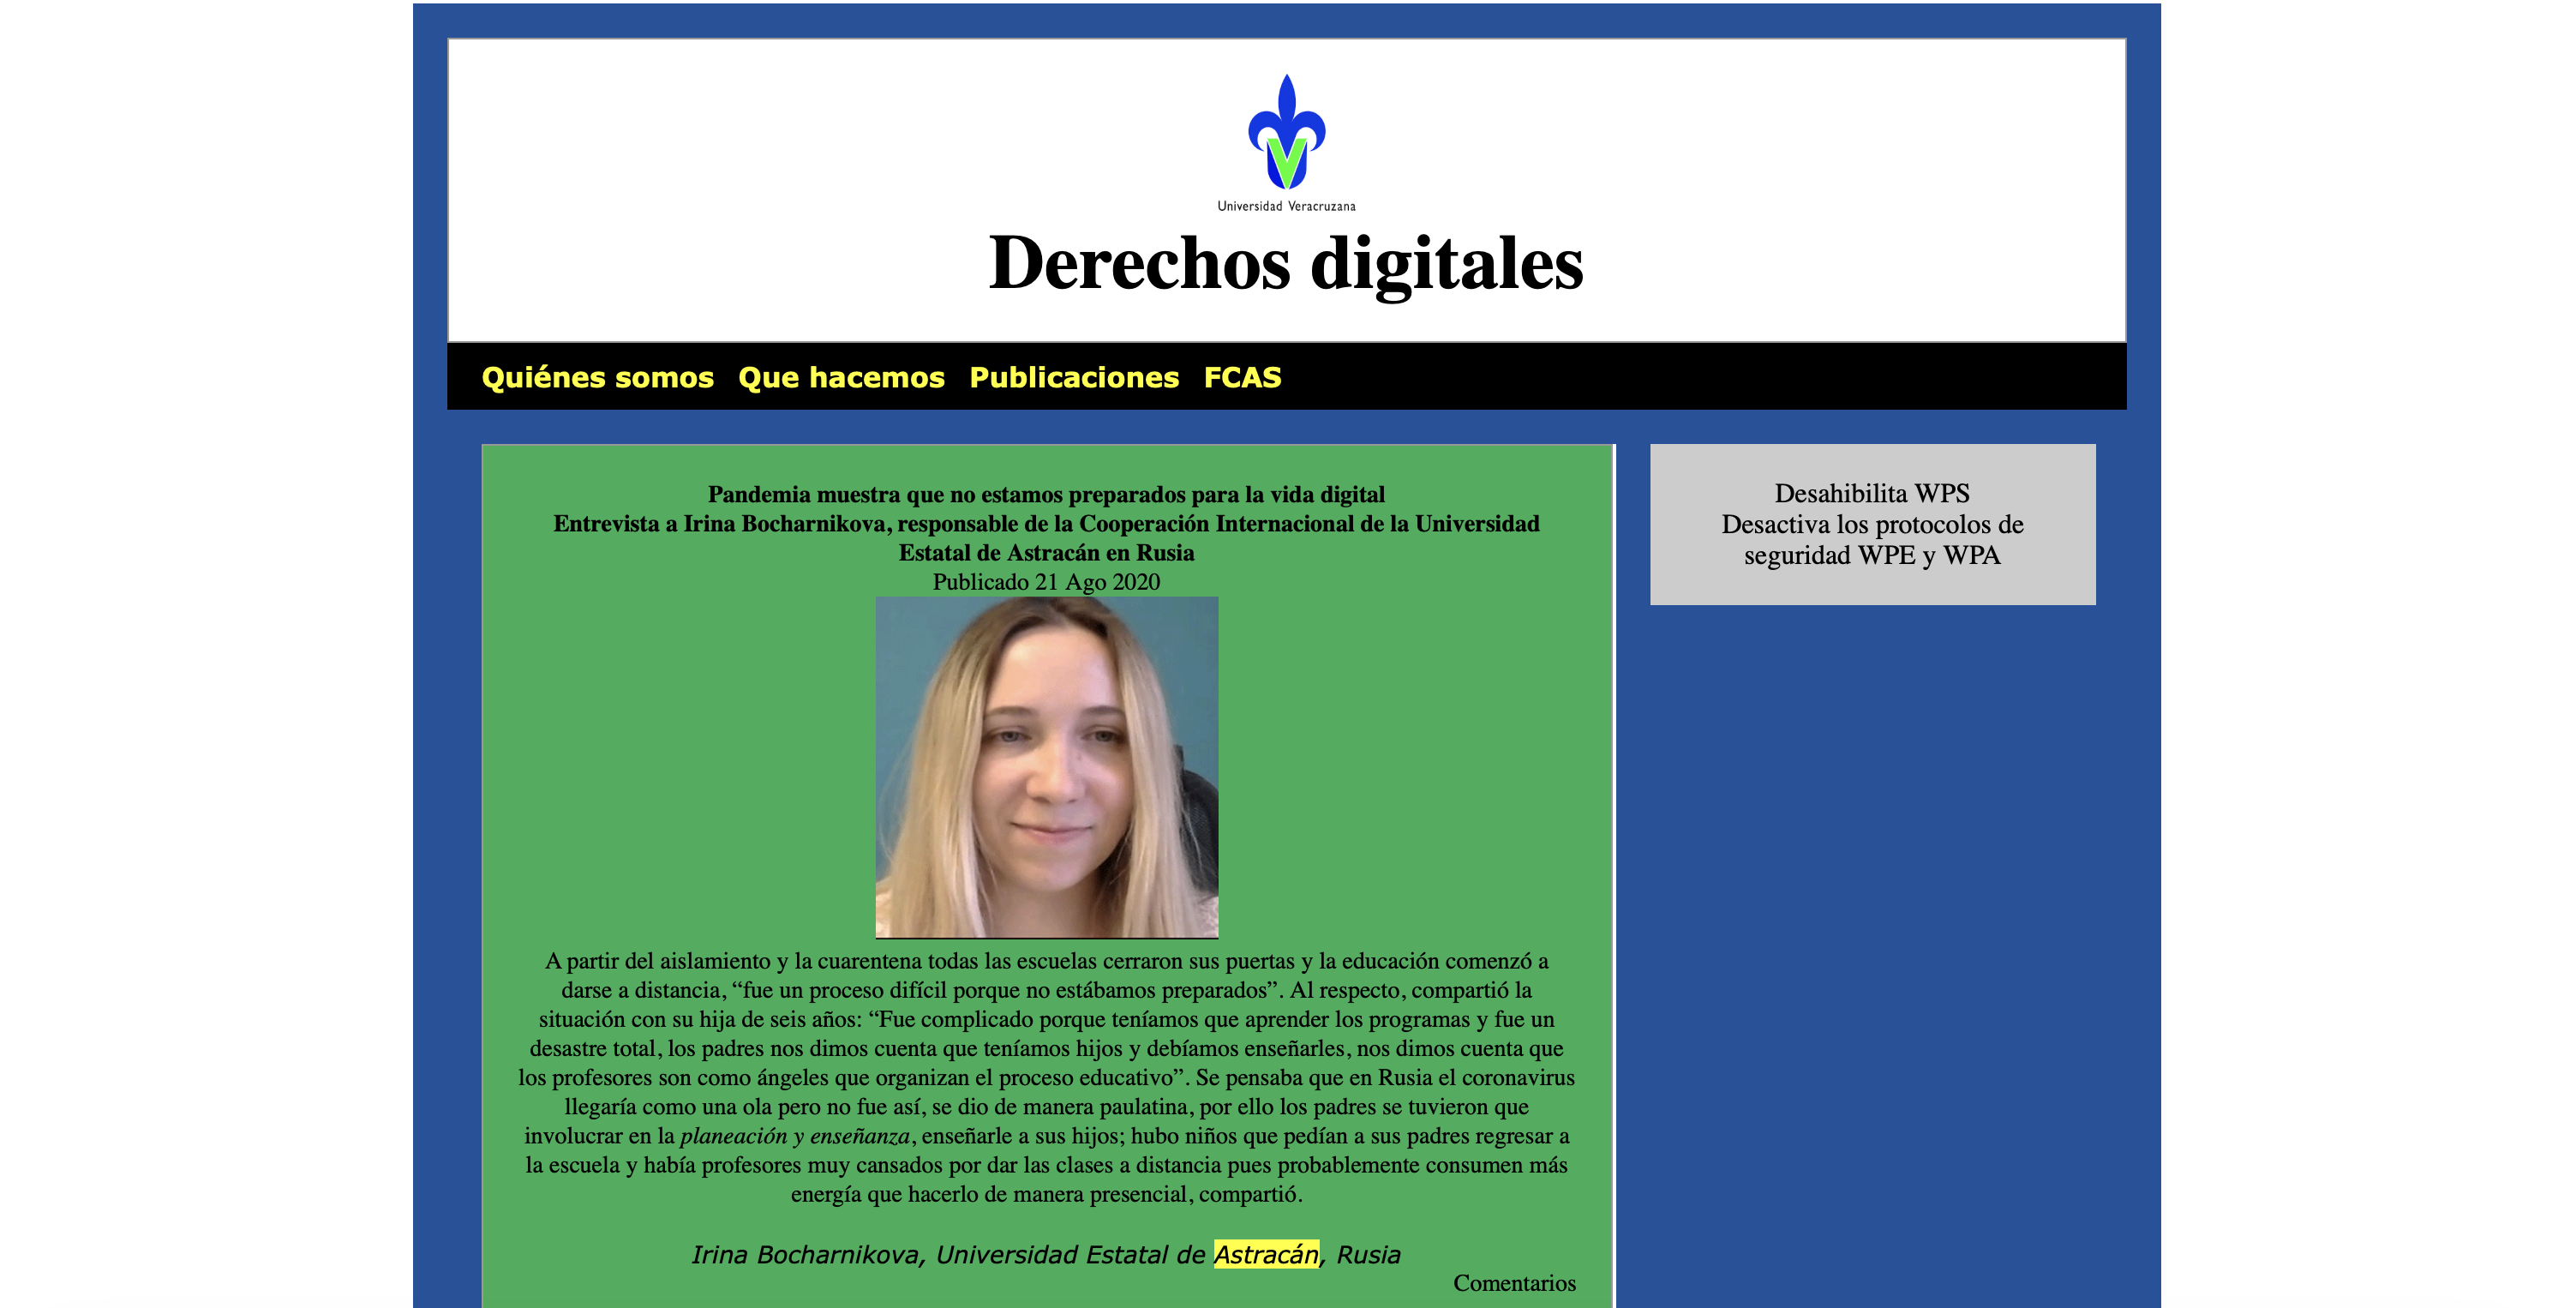 Universidad Veracruzana
Derechos digitales
Quiénes somos Que hacemos Publicaciones FCAS
Pandemia muestra que no estamos preparados para la vida digital
Entrevista a Irina Bocharnikova, responsable de la Cooperación Internacional de la Universidad
Estatal de Astracán en Rusia
Publicado 21 Ago 2020
A partir del aislamiento y la cuarentena todas las escuelas cerraron sus puertas y la educación comenzó a
darse a distancia, “fue un proceso difícil porque no estábamos preparados”. Al respecto, compartió la
situación con su hija de seis años: “Fue complicado porque teníamos que aprender los programas y fue un
desastre total, los padres nos dimos cuenta que teníamos hijos y debíamos enseñarles, nos dimos cuenta que
los profesores son como ángeles que organizan el proceso educativo”. Se pensaba que en Rusia el coronavirus
llegaría como una ola pero no fue así, se dio de manera paulatina, por ello los padres se tuvieron que
involucrar en la planeación y enseñanza, enseñarle a sus hijos; hubo niños que pedían a sus padres regresar a
la escuela y había profesores muy cansados por dar las clases a distancia pues probablemente consumen más
energía que hacerlo de manera presencial, compartió.
Irina Bocharnikova, Universidad Estatal de Astracán, Rusia
Comentarios
Desahibilita WPS
Desactiva los protocolos de
seguridad WPE y WPA